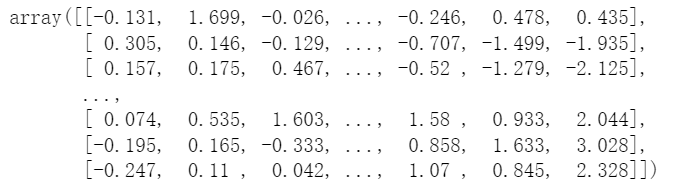 array([[-0.131, 1.699, -0.026, ..., -0.246, 0.478, 0.435],
[ 0.305, 0.146, -0.129, ..., -0.707, -1.499, -1.935],
[ 0.157, 0.175, 0.467, ..., -0.52 , -1.279, -2.125],
...,
[ 0.074, 0.535, 1.603, ..., 1.58 , 0.933, 2.044],
[-0.195, 0.165, -0.333, ..., 0.858, 1.633, 3.028],
[-0.247, 0.11 , 0.042, ..., 1.07 , 0.845, 2.328]])